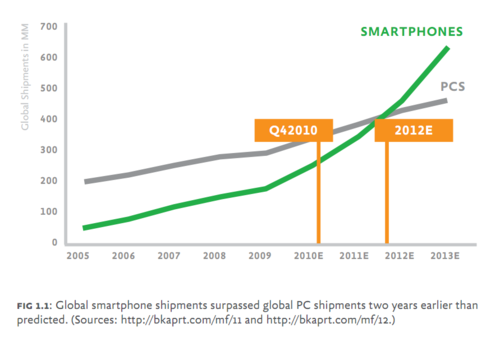 700
SMARTPHONES
600
PCS
500
400
Q42010
2012E
300
200
100
0
Global Shipments in MM
2005 2006 2007 2008 2009 2010E 2011E 2012E 2013E
FIG 1.1: Global smartphone shipments surpassed global PC shipments two years earlier than
predicted. (Sources: http://bkaprt.com/mf/11 and http://bkaprt.com/mf/12.)